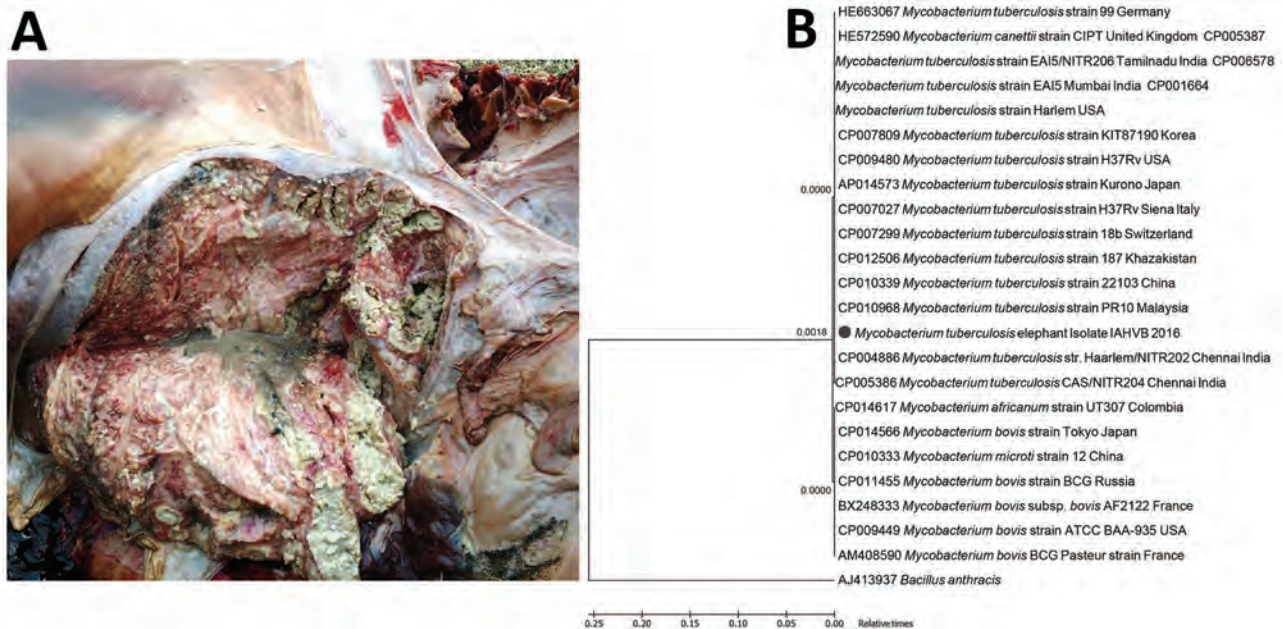 A
B
HE663067 Mycobacterium tuberculosis strain 99 Germany
HE572590 Mycobacterium canettii strain CIPT United Kingdom CP005387
Mycobacterium tuberculosis strain EAI5/NITR206 Tamilnadu India CP006578
Mycobacterium tuberculosis strain EAI5 Mumbai India CP001664
Mycobacterium tuberculosis strain Harlem USA
CP007809 Mycobacterium tuberculosis strain KIT87190 Korea
CP009480 Mycobacterium tuberculosis strain H37Rv USA
0.0000
AP014573 Mycobacterium tuberculosis strain Kurono Japan
CP007027 Mycobacterium tuberculosis strain H37Rv Siena Italy
CP007299 Mycobacterium tuberculosis strain 18b Switzerland
CP012506 Mycobacterium tuberculosis strain 187 Khazakistan
CP010339 Mycobacterium tuberculosis strain 22103 China
CP010968 Mycobacterium tuberculosis strain PR10 Malaysia
0.0018
Mycobacterium tuberculosis elephant Isolate IAHVB 2016
CP004886 Mycobacterium tuberculosis str. Haarlem/NITR202 Chennai India
CP005386 Mycobacterium tuberculosis CAS/NITR204 Chennai India
CP014617 Mycobacterium africanum strain UT307 Colombia
CP014566 Mycobacterium bovis strain Tokyo Japan
CP010333 Mycobacterium microti strain 12 China
CP011455 Mycobacterium bovis strain BCG Russia
0.0000
BX248333 Mycobacterium bovis subsp. bovis AF2122 France
CP009449 Mycobacterium bovis strain ATCC BAA-935 USA
AM408590 Mycobacterium bovis BCG Pasteur strain France
AJ413937 Bacillus anthracis
0.25 0.20 0.15 0.10 0.05 0.00 Relative times